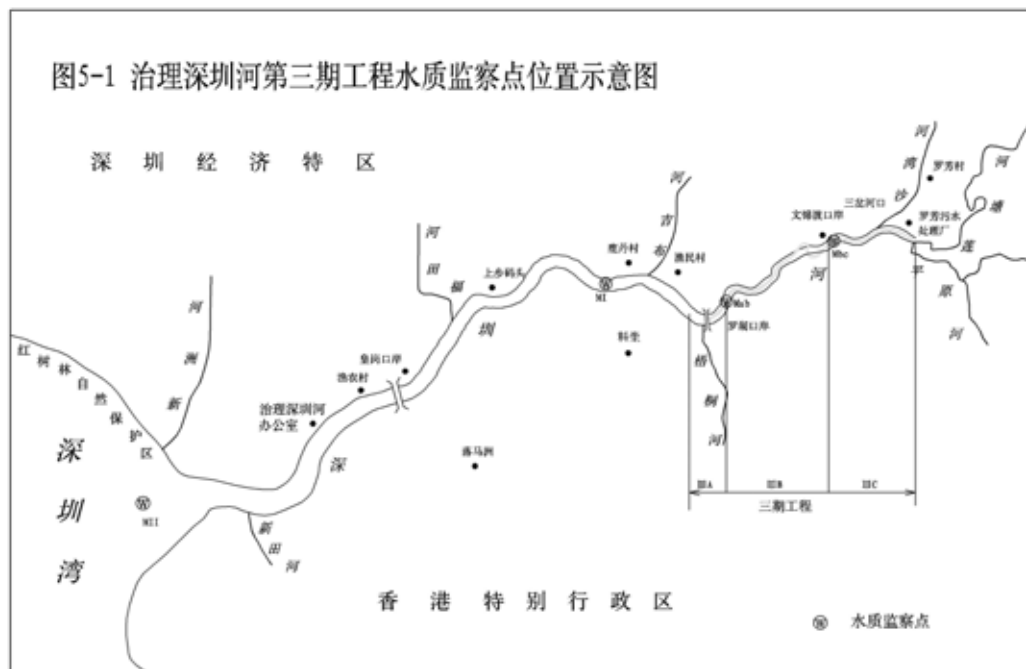 图5-1 治理深圳河第三期工程水质监察点位置示意图
深圳经济特区
河湾沙
罗芳村
河塘莲
三岔河口
罗芳污水
处理厂
文锦渡口岸
Mbc
平原河
河吉布
鹿丹村
渔民村
河田福
上步码头
MI
Mab
罗湖口岸
河
圳
深
河洲新
皇岗口岸
渔农村
治理深圳河
办公室
料坐
梧桐河
落马洲
红树林自然保护区
深圳湾
MII
新田河
ⅢA
ⅢB
ⅢC
三期工程
香港特别行政区
水质监察点